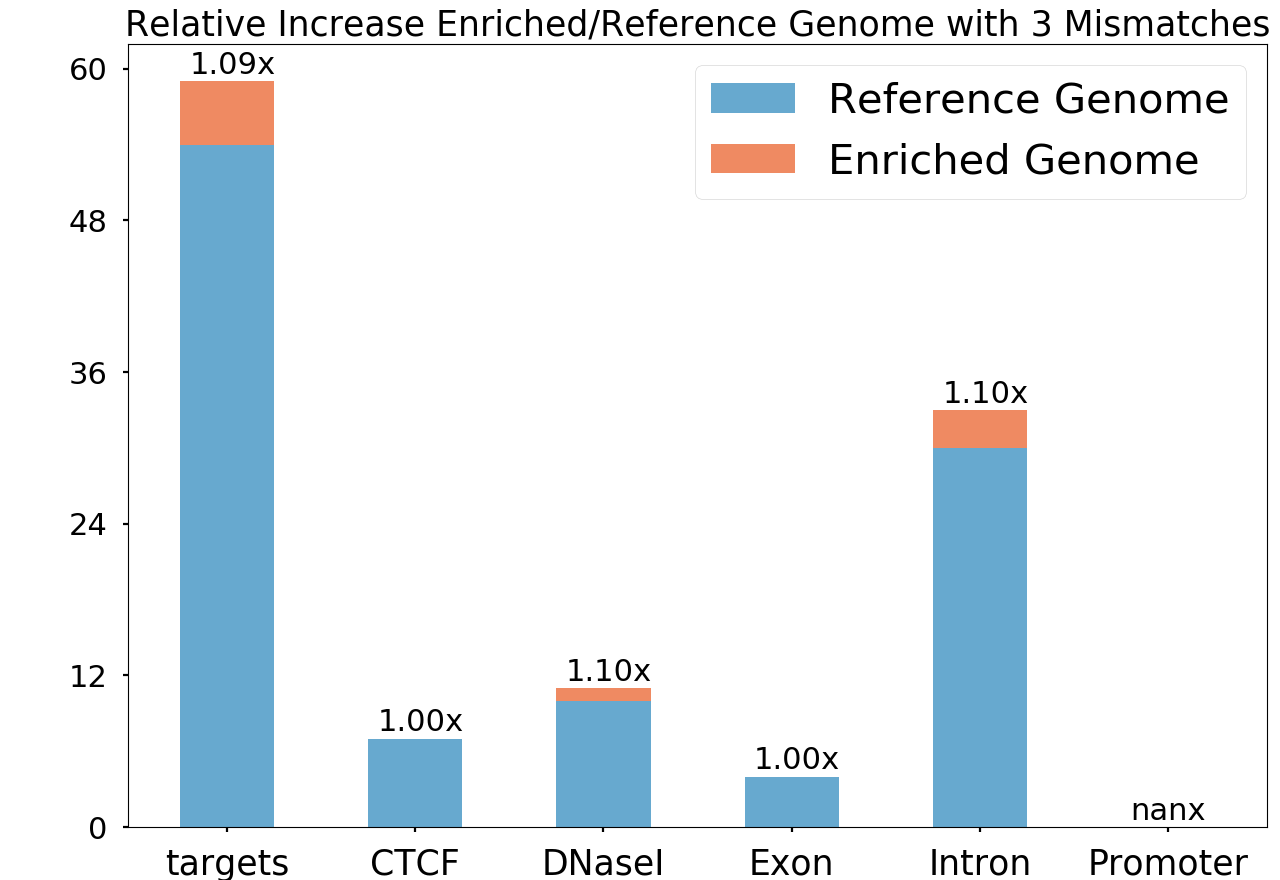 Relative Increase Enriched/Reference Genome with 3 Mismatches
60
48
36
24
12
0
1.09x
1.00x
1.10x
1.00x
1.10x
nanx
Reference Genome
Enriched Genome
targets
CTCF
DNaseI
Exon
Intron
Promoter